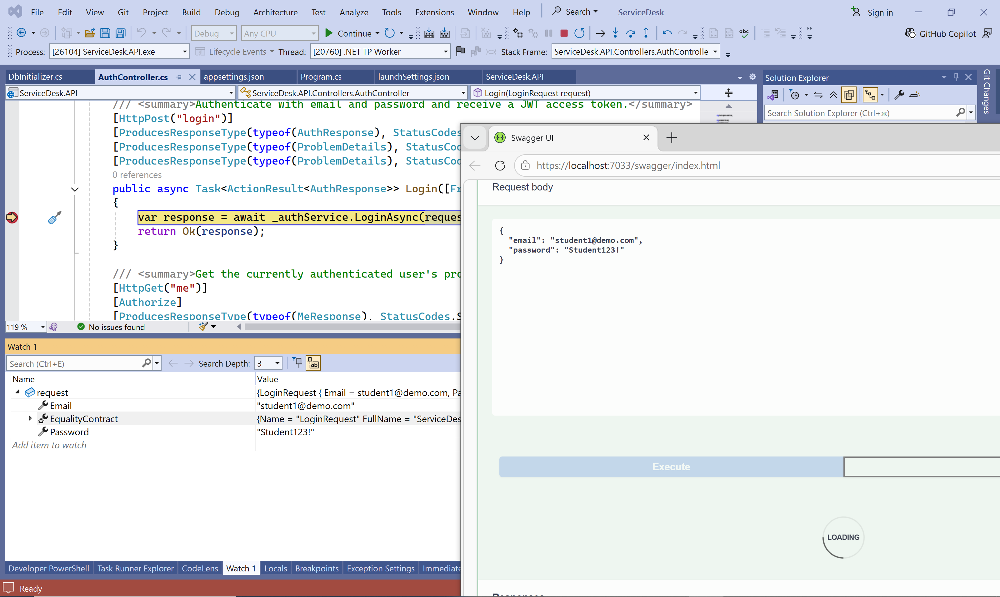 File Edit View Git Project Build Debug Architecture Test Analyze Tools Extensions Window Help Search ServiceDesk Sign in
Debug Any CPU Continue abc GitHub Copilot
Process: [26104] ServiceDesk.API.exe Lifecycle Events Thread: [20760] .NET TP Worker Stack Frame: ServiceDesk.API.Controllers.AuthControlle
DbInitializer.cs AuthController.cs appsettings.json Program.cs launchSettings.json ServiceDesk.API
ServiceDesk.API ServiceDesk.API.Controllers.AuthController Login(LoginRequest request)
/// <summary>Authenticate with email and password and receive a JWT access token.</summary>
[HttpPost("login")]
[ProducesResponseType(typeof(AuthResponse), StatusCodes
[ProducesResponseType(typeof(ProblemDetails), StatusCod
[ProducesResponseType(typeof(ProblemDetails), StatusCod
0 references
public async Task<ActionResult<AuthResponse>> Login([Fr
{
var response = await _authService.LoginAsync(reques
return Ok(response);
}
/// <summary>Get the currently authenticated user's pro
[HttpGet("me")]
[Authorize]
[ProducesResponseType(typeof(MeResponse), StatusCodes.S
119 % No issues found
Solution Explorer
Search Solution Explorer (Ctrl+ж)
Git Changes
Swagger UI
https://localhost:7033/swagger/index.html
Request body
{
"email": "student1@demo.com",
"password": "Student123!"
}
Execute
LOADING
Responses
Watch 1
Search (Ctrl+E) Search Depth: 3 ab
Name Value
request {LoginRequest { Email = student1@demo.com, Pa
Email "student1@demo.com"
EqualityContract {Name = "LoginRequest" FullName = "ServiceDes
Password "Student123!"
Add item to watch
Developer PowerShell Task Runner Explorer CodeLens Watch 1 Locals Breakpoints Exception Settings Immediate
Ready